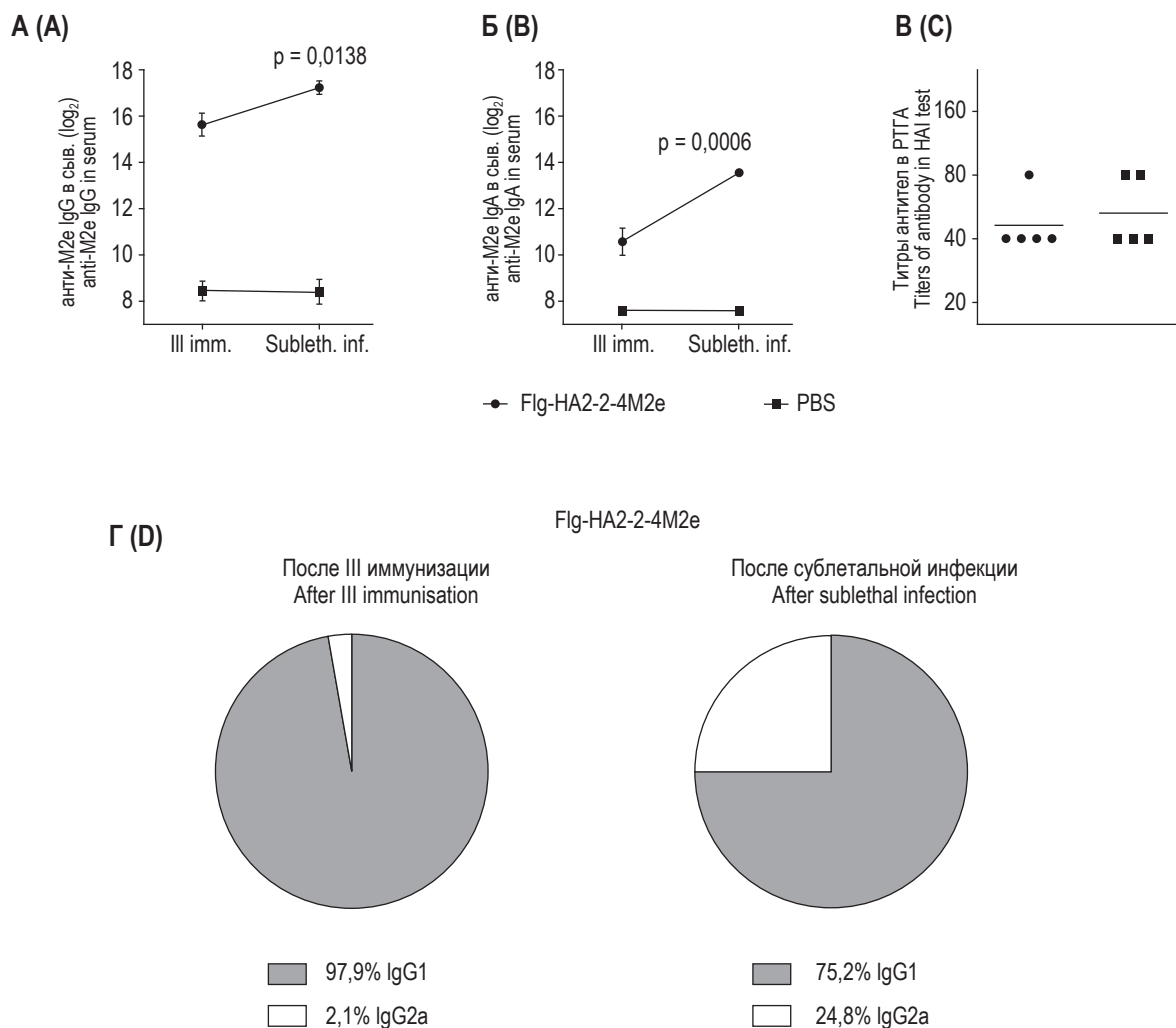 А (A)
p = 0,0138
анти-M2e IgG в сыв. (log₂)
anti-M2e IgG in serum
18
16
14
12
10
8
III imm.
Subleth. inf.
Б (B)
p = 0,0006
анти-M2e IgA в сыв. (log₂)
anti-M2e IgA in serum
18
16
14
12
10
8
III imm.
Subleth. inf.
В (C)
Титры антител в РТГА
Titers of antibody in HAI test
160
80
40
20
Flg-HA2-2-4M2e
PBS
Г (D)
Flg-HA2-2-4M2e
После III иммунизации
After III immunisation
97,9% IgG1
2,1% IgG2a
После сублетальной инфекции
After sublethal infection
75,2% IgG1
24,8% IgG2a